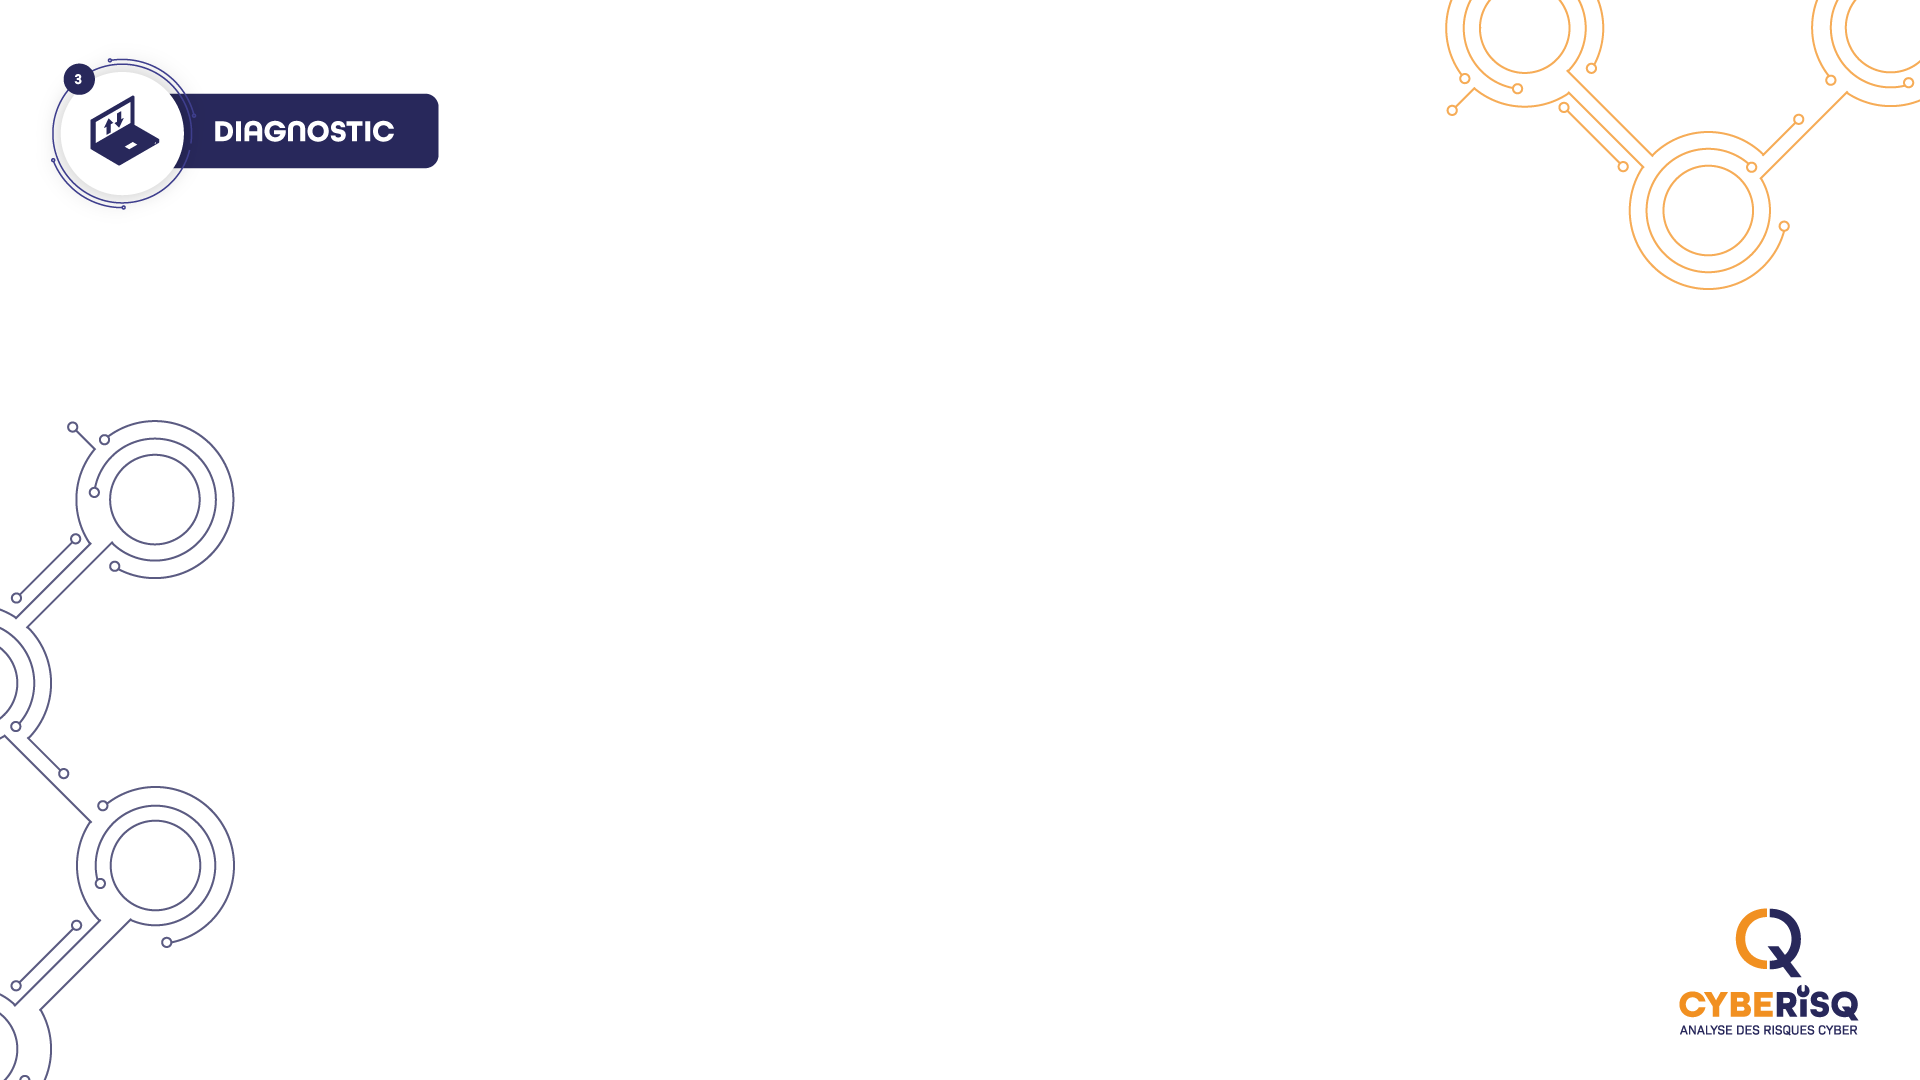 3
DIAGNOSTIC
CYBERiSQ
ANALYSE DES RISQUES CYBER